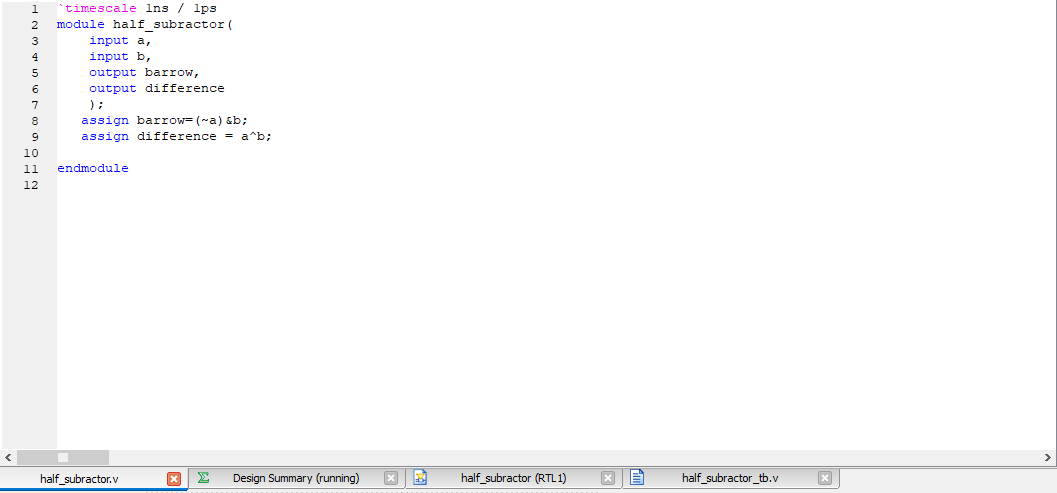 1 `timescale 1ns / 1ps
2 module half_subractor(
3 input a,
4 input b,
5 output barrow,
6 output difference
7 );
8 assign barrow=(~a)&b;
9 assign difference = a^b;
10
11 endmodule
12
half_subractor.v Design Summary (running) half_subractor (RTL1) half_subractor_tb.v